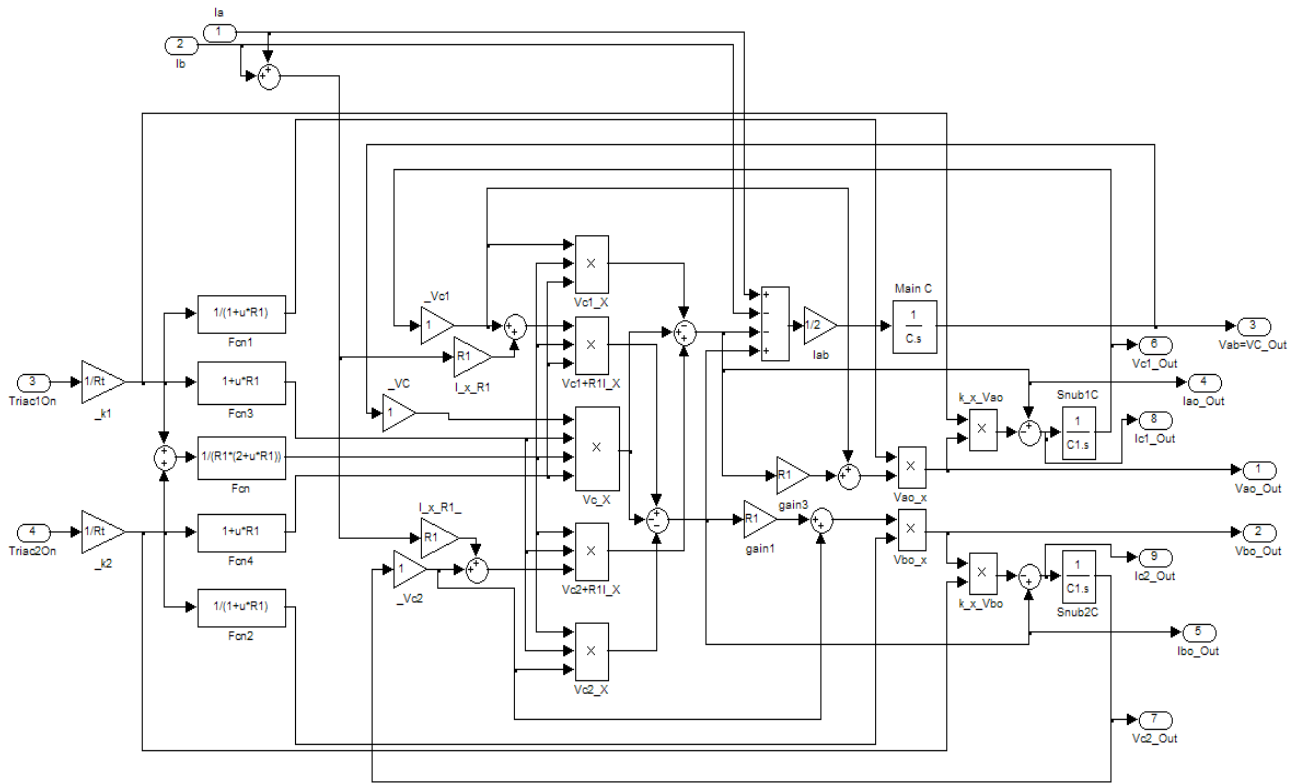 Ia
1
2
Ib
+
+
Main C
_Vc1
1
+
+
×
Vc1_X
-
+
+
-
-
+
1/2
Iab
1
C.s
3
Vab=VC_Out
6
Vc1_Out
1/(1+u*R1)
Fcn1
R1
I_x_R1
×
Vc1+R1I_X
3
Triac1On
1/Rt
_k1
1+u*R1
Fcn3
_VC
1
4
Iao_Out
×
k_x_Vao
-
+
Snub1C
1
C1.s
8
Ic1_Out
+
+
1/(R1*(2+u*R1))
Fcn
×
Vc_X
R1
gain3
+
+
×
Vao_x
1
Vao_Out
4
Triac2On
1/Rt
_k2
1+u*R1
Fcn4
I_x_R1_
R1
+
-
R1
gain1
+
+
×
Vbo_x
2
Vbo_Out
1
_Vc2
+
+
×
Vc2+R1I_X
×
k_x_Vbo
-
+
1
C1.s
Snub2C
9
Ic2_Out
1/(1+u*R1)
Fcn2
×
Vc2_X
5
Ibo_Out
7
Vc2_Out